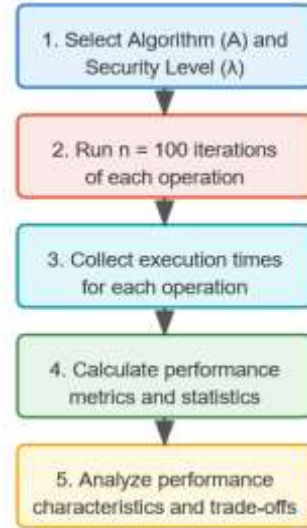 1. Select Algorithm (A) and
Security Level (λ)
2. Run n = 100 iterations
of each operation
3. Collect execution times
for each operation
4. Calculate performance
metrics and statistics
5. Analyze performance
characteristics and trade-offs